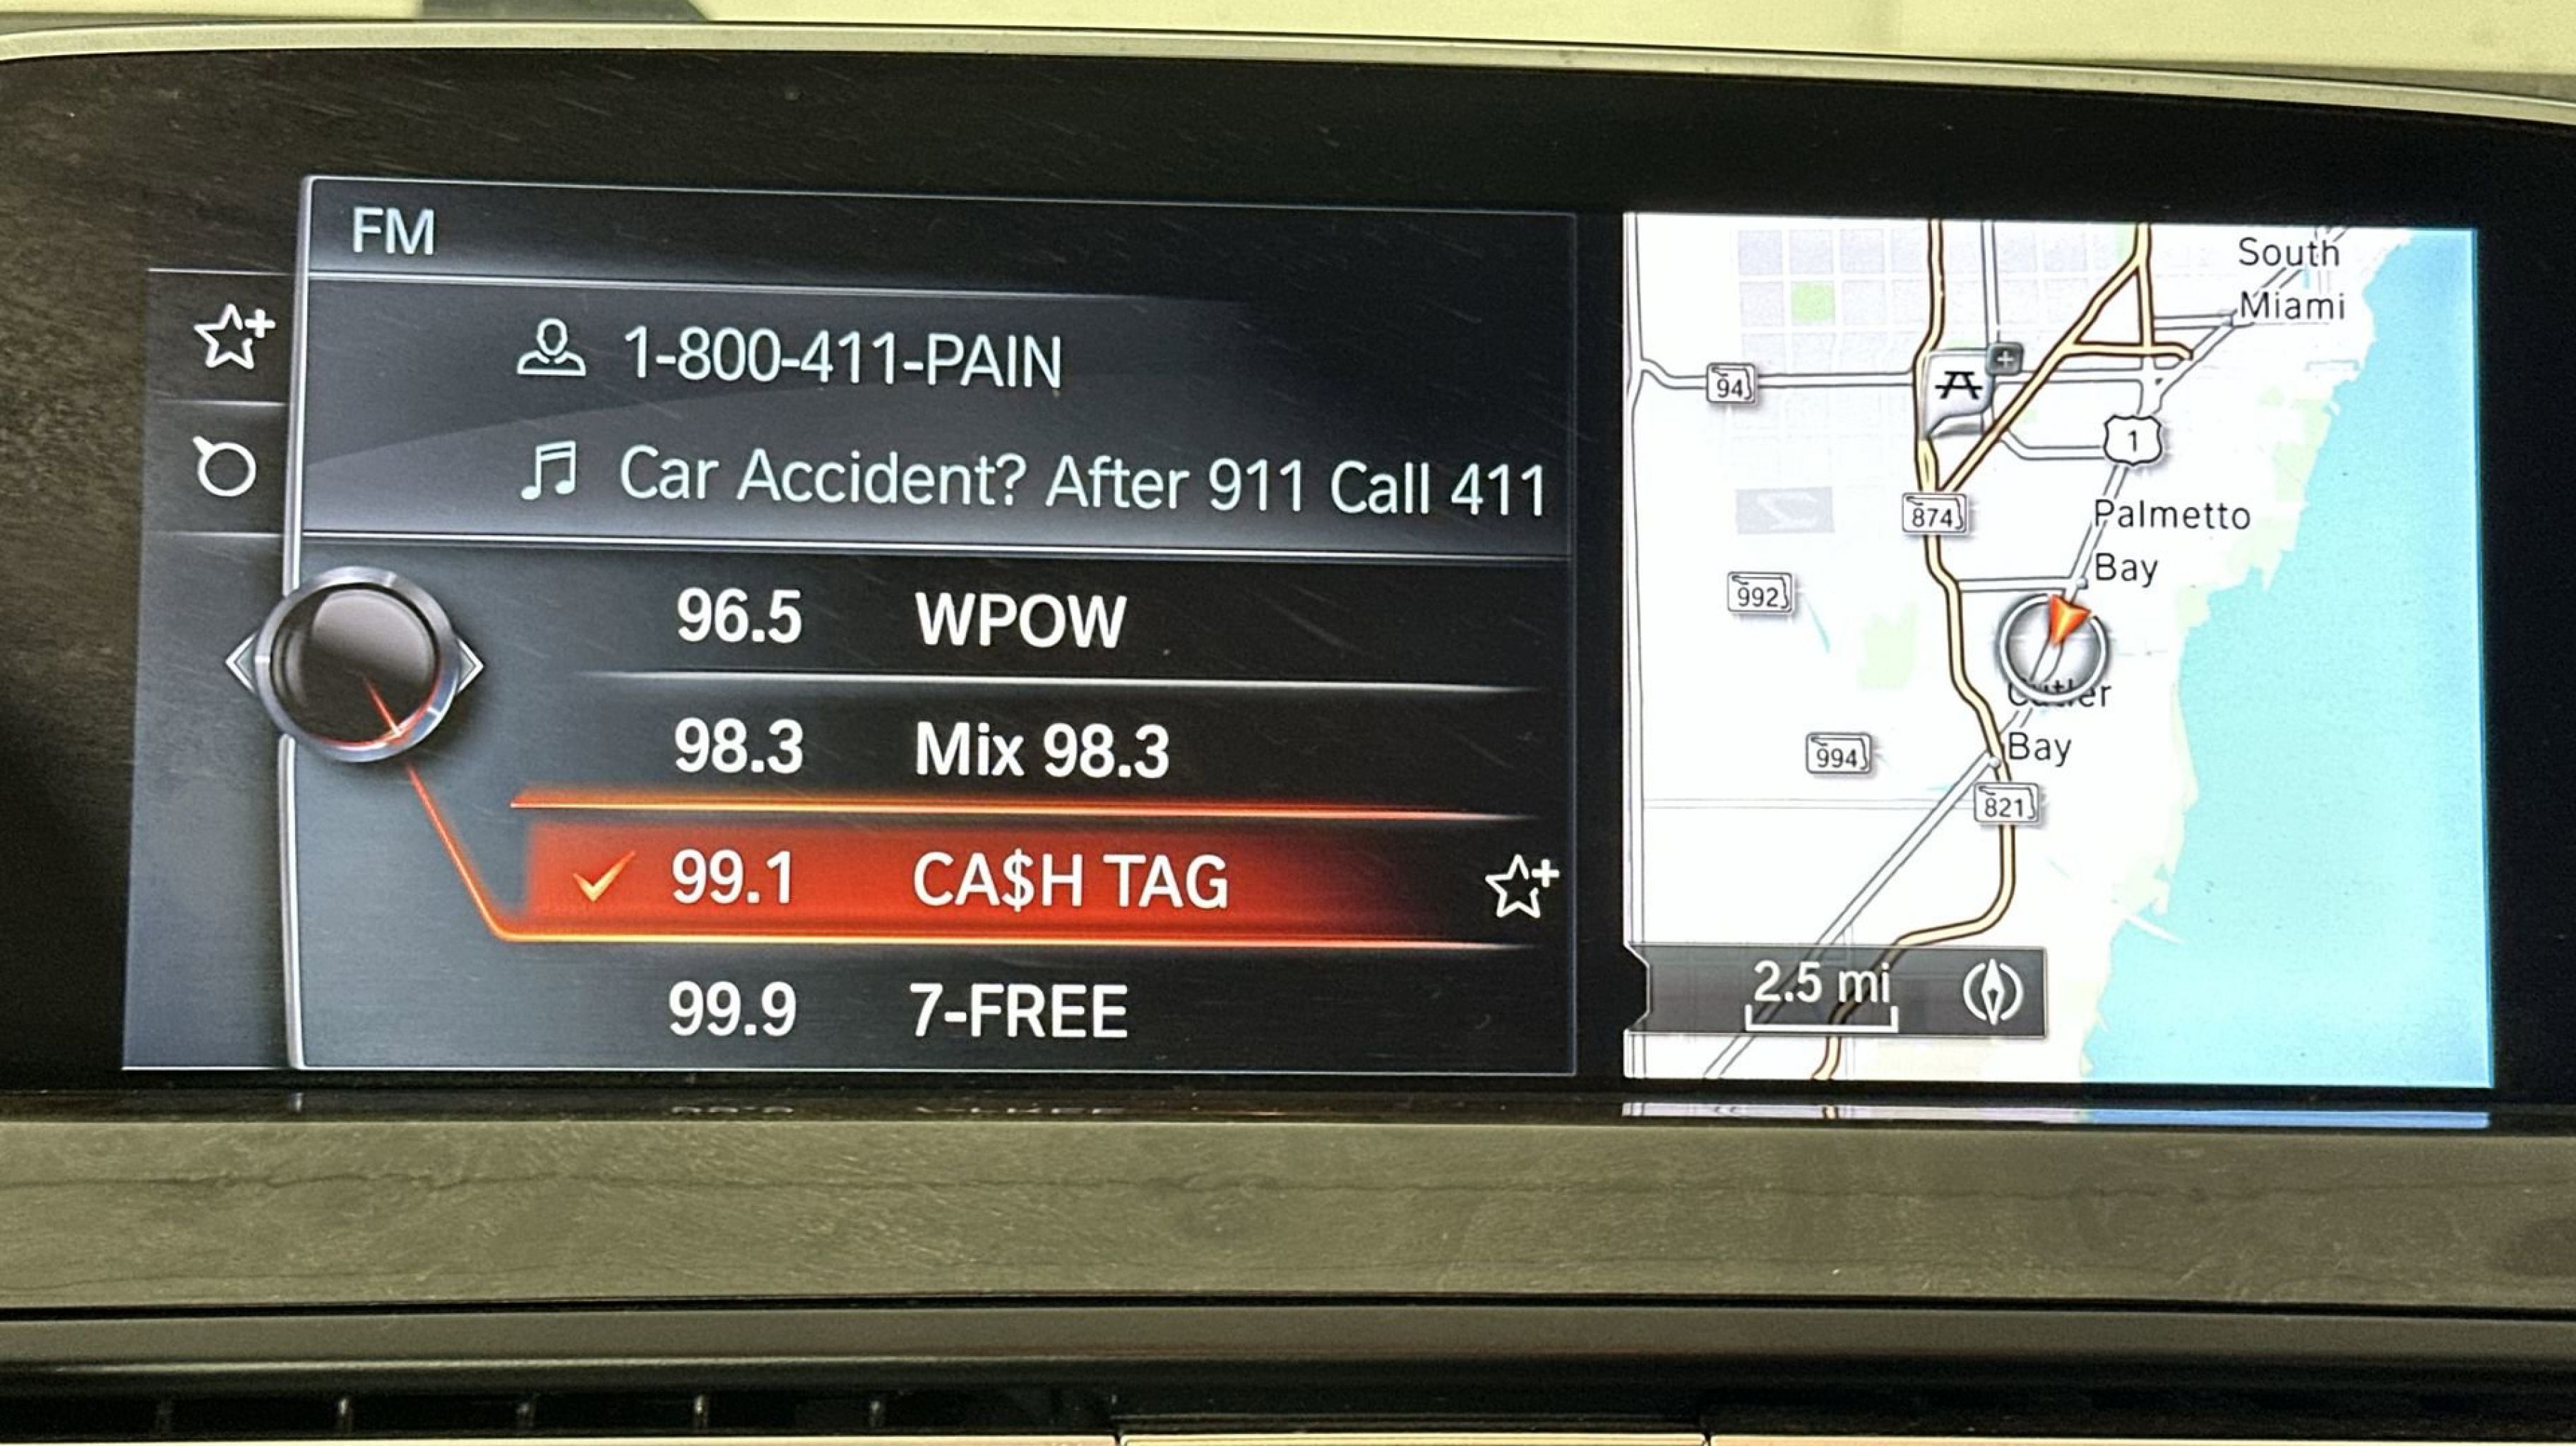 FM
1-800-411-PAIN
Car Accident? After 911 Call 411
96.5 WPOW
98.3 Mix 98.3
99.1 CA$H TAG
99.9 7-FREE
South
Miami
94
1
874
Palmetto
Bay
992
Cutler
Bay
994
821
2.5 mi